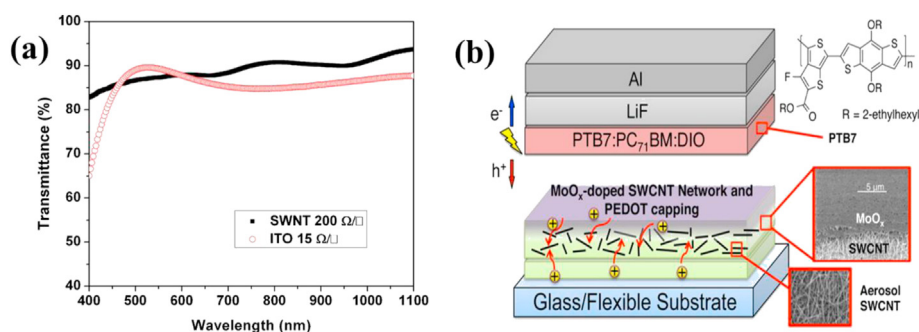 (a)
100
90
80
70
60
50
40
Transmittance (%)
SWNT 200 Ω/□
ITO 15 Ω/□
400 500 600 700 800 900 1000 1100
Wavelength (nm)
(b)
Al
LiF
PTB7:PC₇₁BM:DIO
e⁻
h⁺
MoOₓ-doped SWCNT Network and
PEDOT capping
Glass/Flexible Substrate
OR
S
S
S
S
S
F
RO
O
OR
n
R = 2-ethylhexyl
PTB7
5 μm
MoOₓ
SWCNT
Aerosol
SWCNT